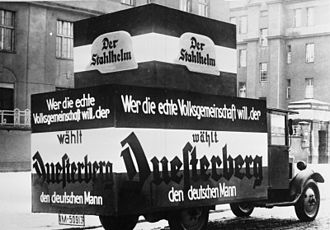 Der
Stahlhelm
Der
Stahlhelm
Wer die echte
Volksgemeinschaft will, der
wählt
Duesterberg
den deutschen Mann
Wer die echte
Volksgemeinschaft will, der
wählt
Duesterberg
den deutschen Mann